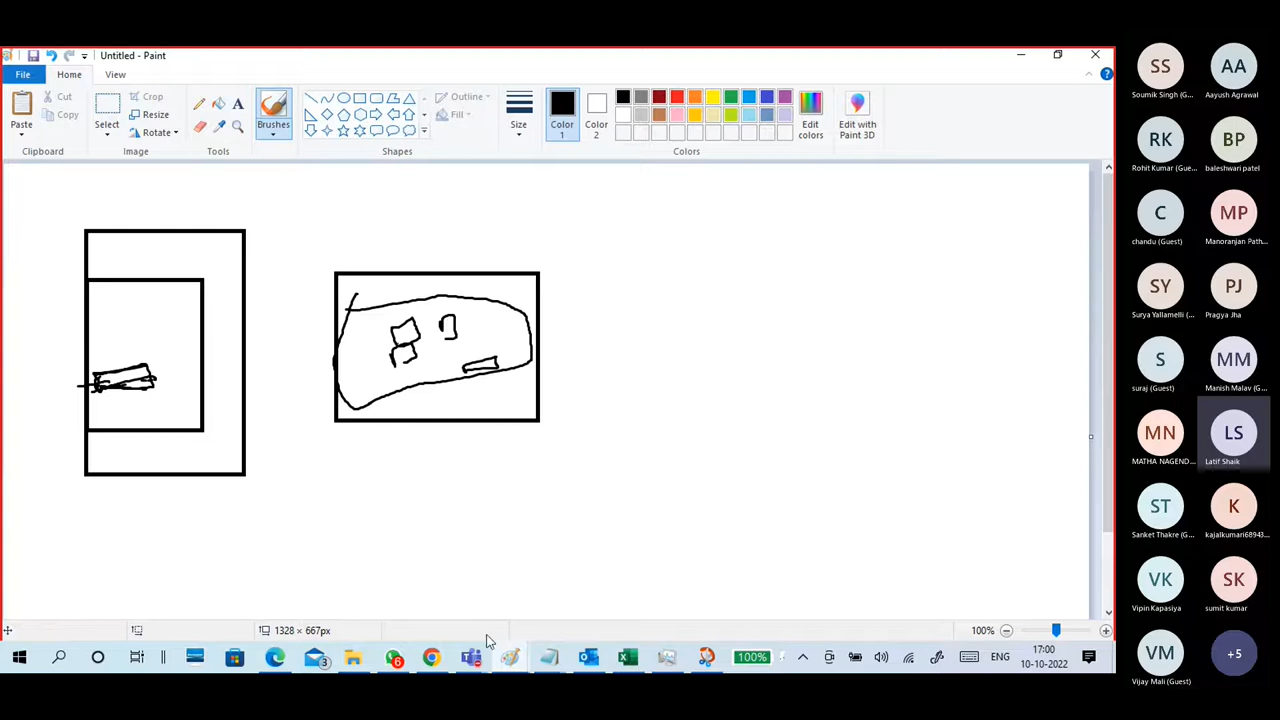 Untitled - Paint
File
Home
View
Paste
Cut
Copy
Clipboard
Select
Crop
Resize
Rotate
Image
A
Tools
Brushes
Shapes
Outline
Fill
Size
Color
1
Color
2
Edit
colors
Colors
Edit with
Paint 3D
1328 × 667px
100%
3
6
100%
ENG
17:00
10-10-2022
SS
AA
Soumik Singh (G...
Aayush Agrawal
RK
BP
Rohit Kumar (Gue...
baleshwari patel
C
MP
chandu (Guest)
Manoranjan Path...
SY
PJ
Surya Yallamelli (...
Pragya Jha
S
MM
suraj (Guest)
Manish Malav (G...
MN
LS
MATHA NAGEND...
Latif Shaik
ST
K
Sanket Thakre (G...
kajalkumari68943...
VK
SK
Vipin Kapasiya
sumit kumar
VM
+5
Vijay Mali (Guest)